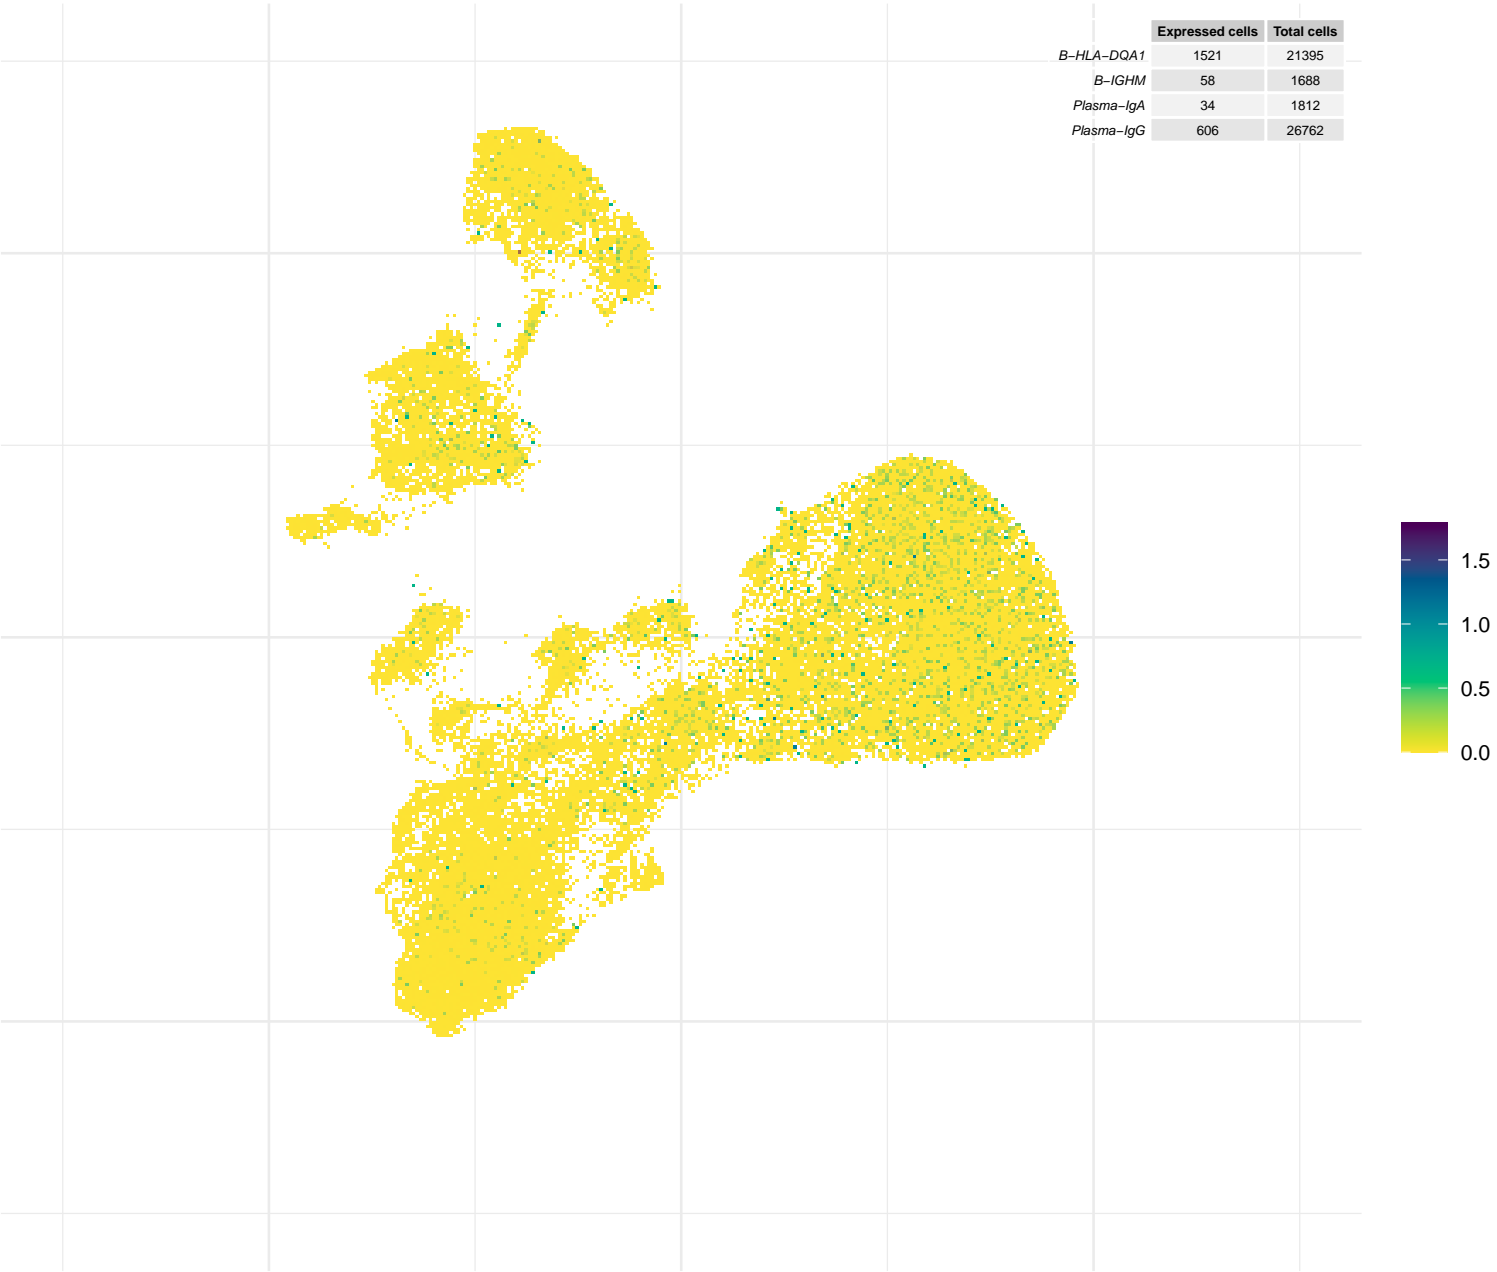 Expressed cells Total cells
B−HLA−DQA1 1521 21395
B−IGHM 58 1688
Plasma−IgA 34 1812
Plasma−IgG 606 26762
1.5
1.0
0.5
0.0